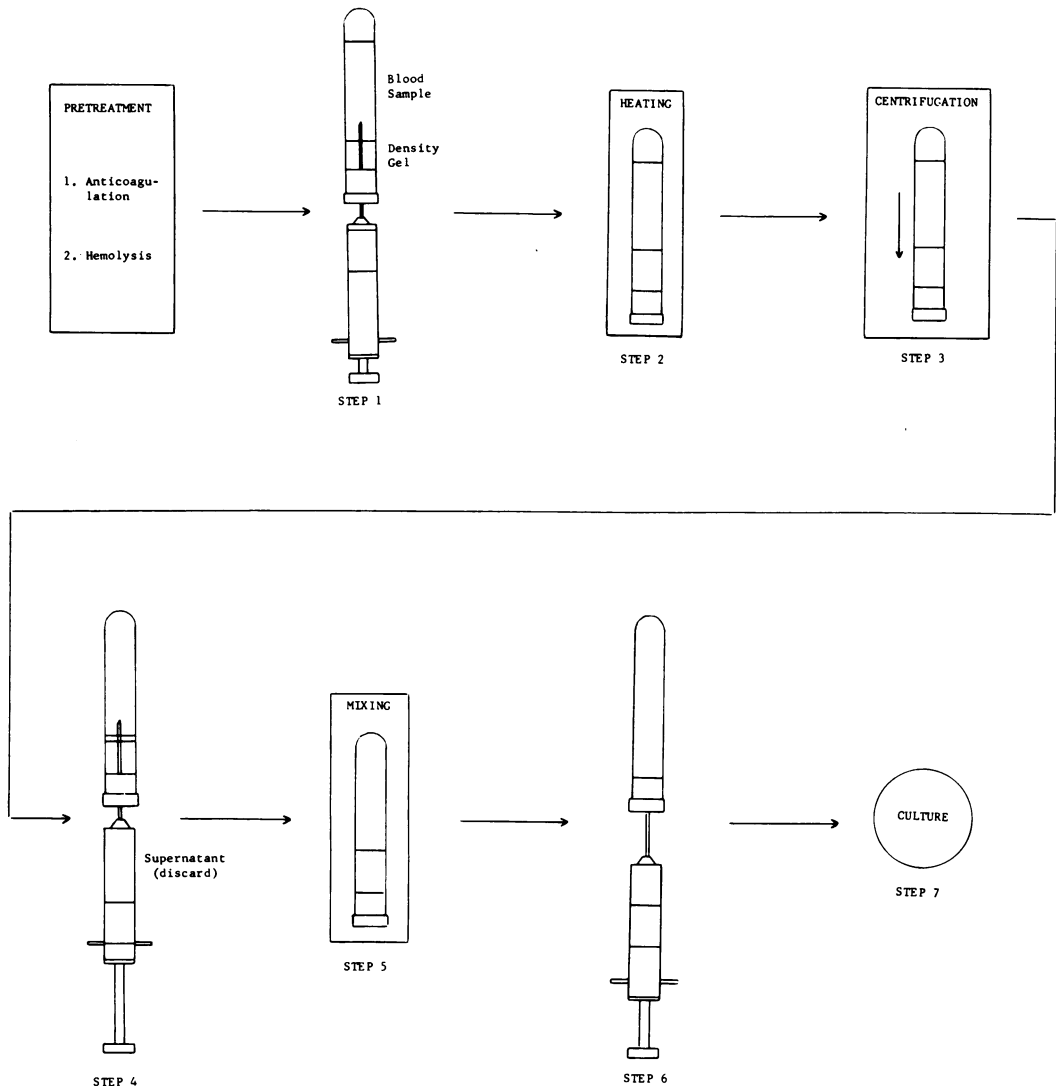 PRETREATMENT
1. Anticoagu-
lation
2. Hemolysis
Blood
Sample
Density
Gel
STEP 1
HEATING
STEP 2
CENTRIFUGATION
STEP 3
Supernatant
(discard)
STEP 4
MIXING
STEP 5
STEP 6
CULTURE
STEP 7